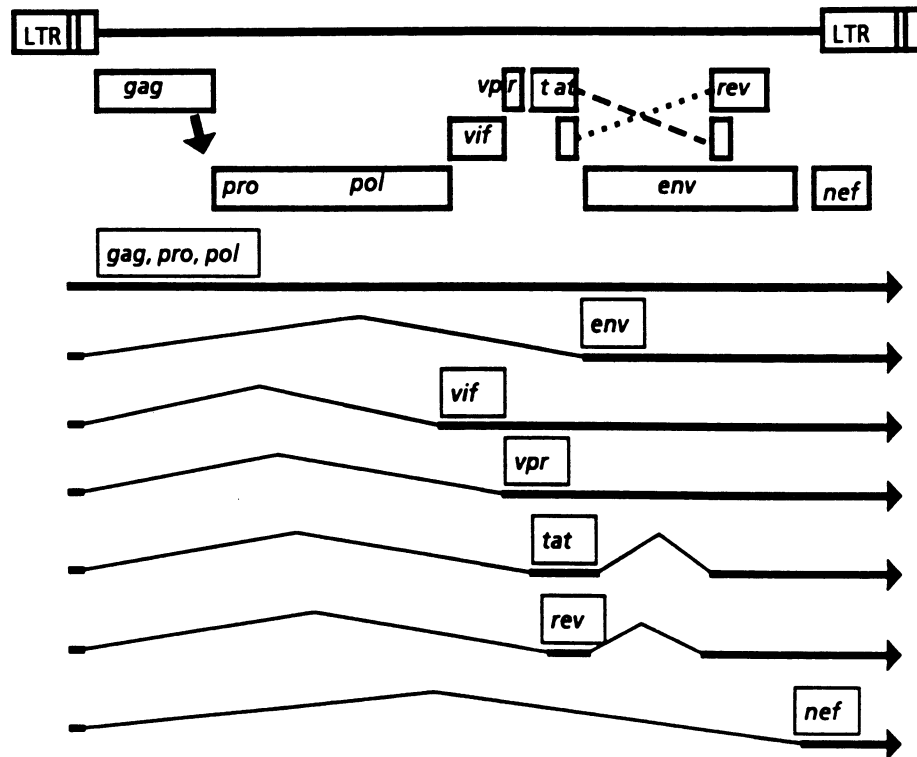 LTR LTR
gag vpr tat rev
vif
pro pol env nef
gag, pro, pol
env
vif
vpr
tat
rev
nef